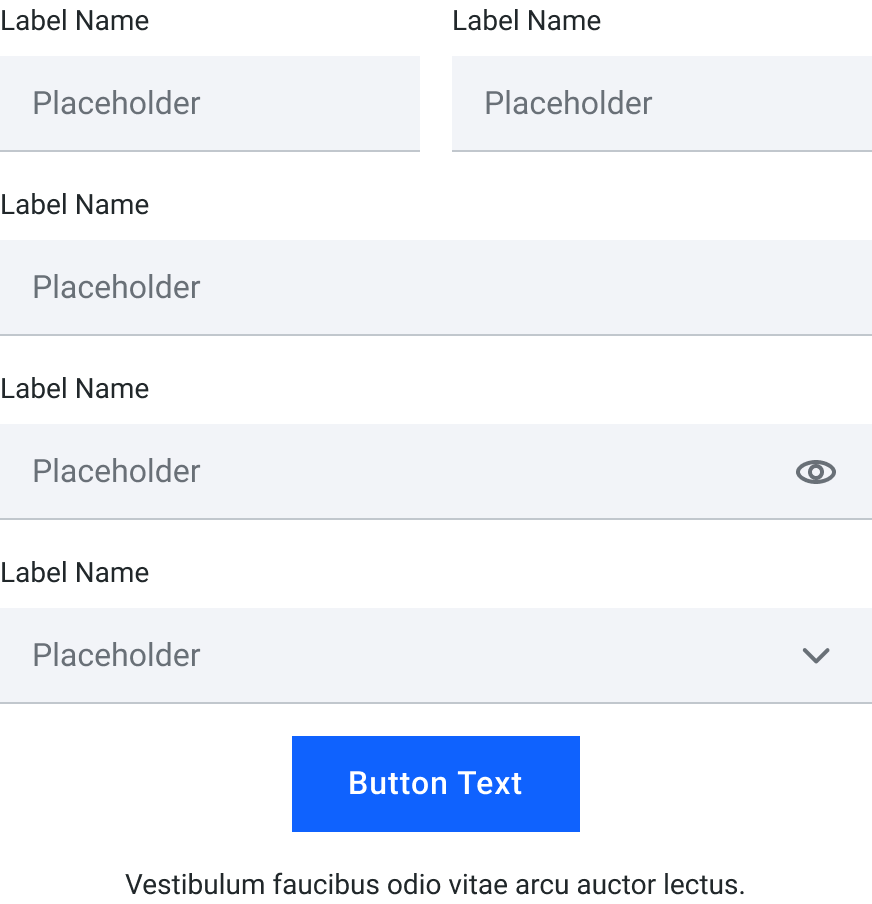 Label Name
Label Name
Placeholder
Placeholder
Label Name
Placeholder
Label Name
Placeholder
Label Name
Placeholder
Button Text
Vestibulum faucibus odio vitae arcu auctor lectus.